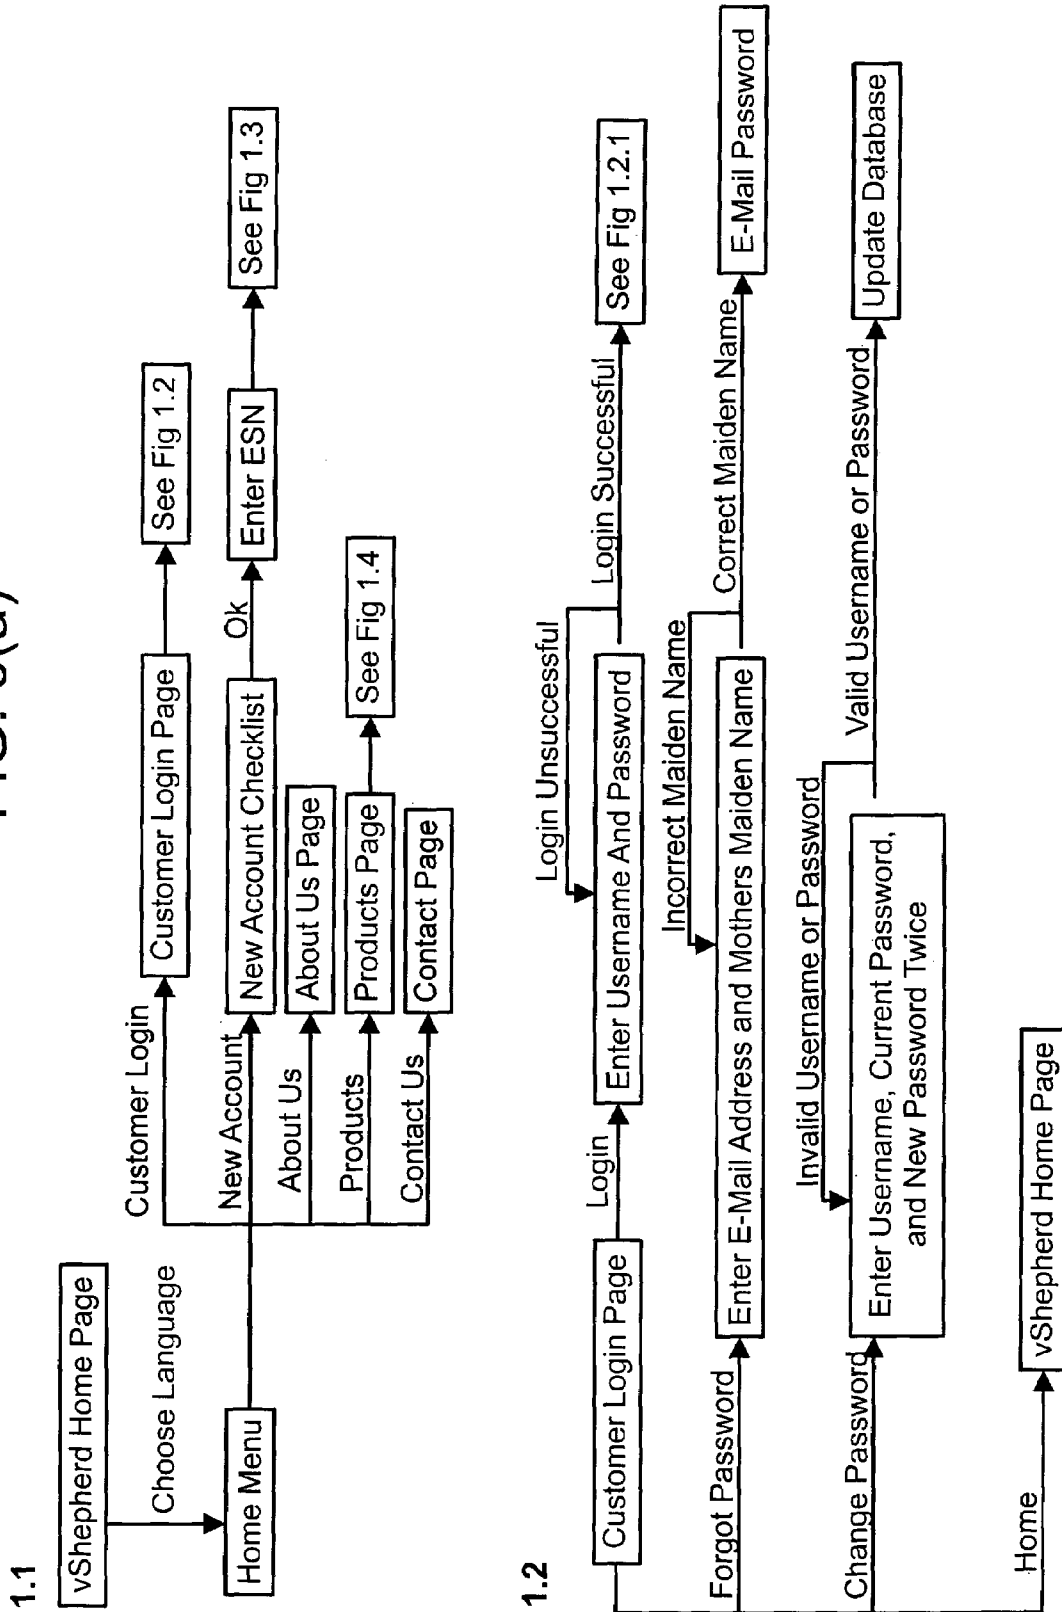 1.1
vShepherd Home Page
Choose Language
Home Menu
Customer Login
Customer Login Page
See Fig 1.2
New Account
New Account Checklist
Ok
Enter ESN
See Fig 1.3
About Us
About Us Page
Products
Products Page
See Fig 1.4
Contact Us
Contact Page
1.2
Customer Login Page
Login
Enter Username And Password
Login Unsuccessful
Login Successful
See Fig 1.2.1
Forgot Password
Enter E-Mail Address and Mothers Maiden Name
Incorrect Maiden Name
Correct Maiden Name
E-Mail Password
Change Password
Enter Username, Current Password,
and New Password Twice
Invalid Username or Password
Valid Username or Password
Update Database
Home
vShepherd Home Page